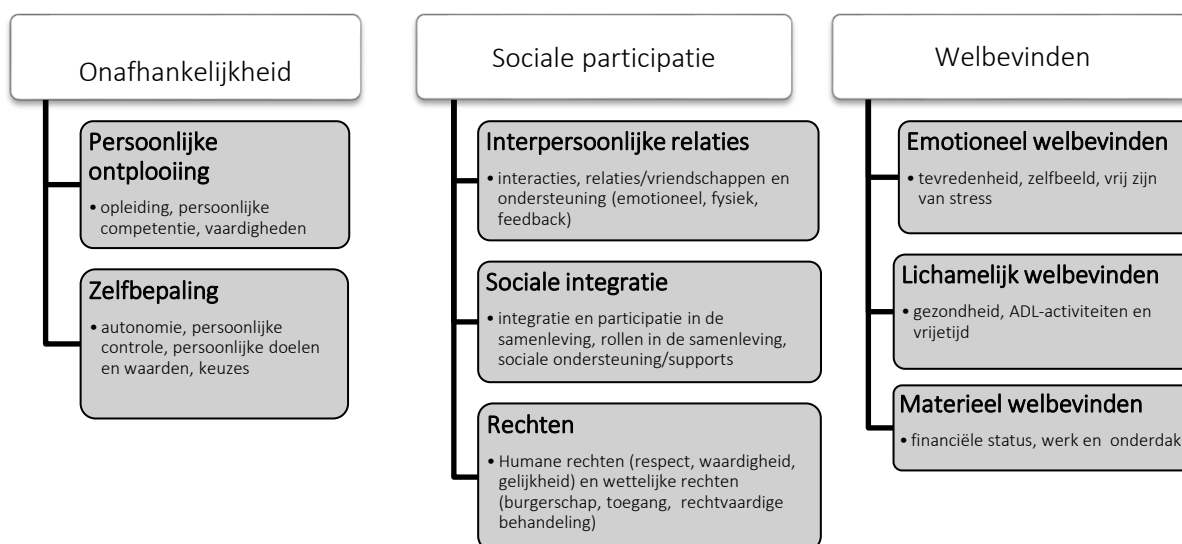 Onafhankelijkheid
Persoonlijke
ontplooiing
• opleiding, persoonlijke
competentie, vaardigheden
Zelfbepaling
• autonomie, persoonlijke
controle, persoonlijke doelen
en waarden, keuzes
Sociale participatie
Interpersoonlijke relaties
• interacties, relaties/vriendschappen en
ondersteuning (emotioneel, fysiek,
feedback)
Sociale integratie
• integratie en participatie in de
samenleving, rollen in de samenleving,
sociale ondersteuning/supports
Rechten
• Humane rechten (respect, waardigheid,
gelijkheid) en wettelijke rechten
(burgerschap, toegang, rechtvaardige
behandeling)
Welbevinden
Emotioneel welbevinden
• tevredenheid, zelfbeeld, vrij zijn
van stress
Lichamelijk welbevinden
• gezondheid, ADL-activiteiten en
vrijetijd
Materieel welbevinden
• financiële status, werk en onderdak